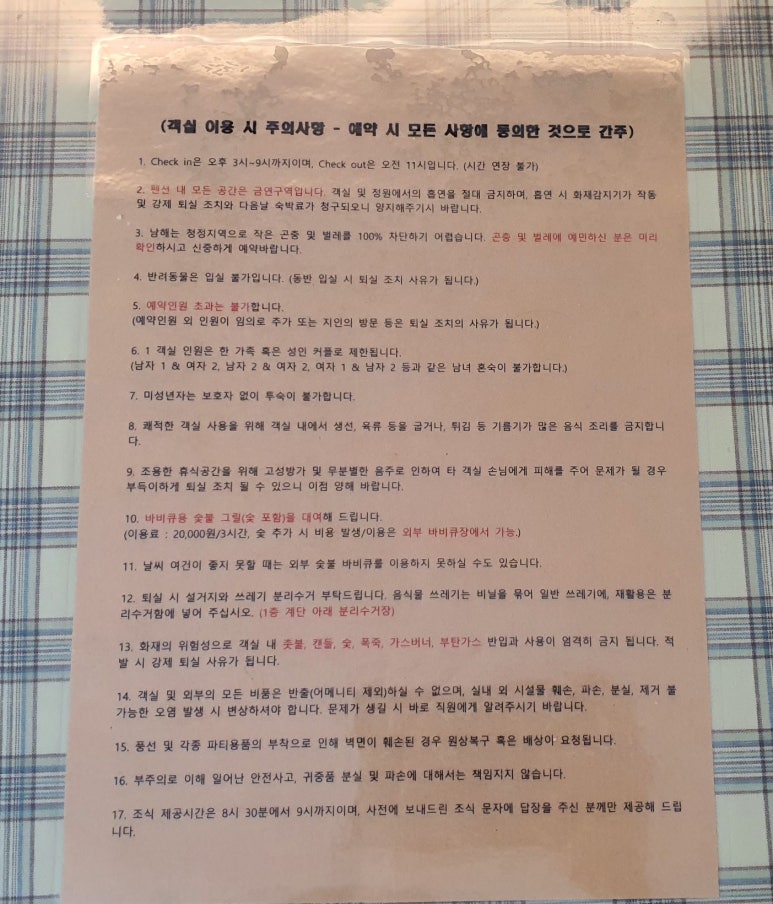 (객실 이용 시 주의사항 - 예약 시 모든 사항에 동의한 것으로 간주)
1. Check in은 오후 3시~9시까지이며, Check out은 오전 11시입니다. (시간 연장 불가)
2. 펜션 내 모든 공간은 금연구역입니다. 객실 및 정원에서의 흡연을 절대 금지하며, 흡연 시 화재감지기가 작동
및 강제 퇴실 조치와 다음날 숙박료가 청구되오니 양지해주기시 바랍니다.
3. 남해는 청정지역으로 작은 곤충 및 벌레를 100% 차단하기 어렵습니다. 곤충 및 벌레에 예민하신 분은 미리
확인하시고 신중하게 예약바랍니다.
4. 반려동물은 입실 불가입니다. (동반 입실 시 퇴실 조치 사유가 됩니다.)
5. 예약인원 초과는 불가합니다.
(예약인원 외 인원이 임의로 추가 또는 지인의 방문 등은 퇴실 조치의 사유가 됩니다.)
6. 1 객실 인원은 한 가족 혹은 성인 커플로 제한됩니다.
(남자 1 & 여자 2, 남자 2 & 여자 2, 여자 1 & 남자 2 등과 같은 남녀 혼숙이 불가합니다.)
7. 미성년자는 보호자 없이 투숙이 불가합니다.
8. 쾌적한 객실 사용을 위해 객실 내에서 생선, 육류 등을 굽거나, 튀김 등 기름기가 많은 음식 조리를 금지합니
다.
9. 조용한 휴식공간을 위해 고성방가 및 무분별한 음주로 인하여 타 객실 손님에게 피해를 주어 문제가 될 경우
부득이하게 퇴실 조치 될 수 있으니 이점 양해 바랍니다.
10. 바비큐용 숯불 그릴(숯 포함)을 대여해 드립니다.
(이용료 : 20,000원/3시간, 숯 추가 시 비용 발생/이용은 외부 바비큐장에서 가능.)
11. 날씨 여건이 좋지 못할 때는 외부 숯불 바비큐를 이용하지 못하실 수도 있습니다.
12. 퇴실 시 설거지와 쓰레기 분리수거 부탁드립니다. 음식물 쓰레기는 비닐을 묶어 일반 쓰레기에, 재활용은 분
리수거함에 넣어 주십시오. (1층 계단 아래 분리수거장)
13. 화재의 위험성으로 객실 내 촛불, 캔들, 숯, 폭죽, 가스버너, 부탄가스 반입과 사용이 엄격히 금지 됩니다. 적
발 시 강제 퇴실 사유가 됩니다.
14. 객실 및 외부의 모든 비품은 반출(어메니티 제외)하실 수 없으며, 실내 외 시설물 훼손, 파손, 분실, 제거 불
가능한 오염 발생 시 변상하셔야 합니다. 문제가 생길 시 바로 직원에게 알려주시기 바랍니다.
15. 풍선 및 각종 파티용품의 부착으로 인해 벽면이 훼손된 경우 원상복구 혹은 배상이 요청됩니다.
16. 부주의로 이해 일어난 안전사고, 귀중품 분실 및 파손에 대해서는 책임지지 않습니다.
17. 조식 제공시간은 8시 30분에서 9시까지이며, 사전에 보내드린 조식 문자에 답장을 주신 분께만 제공해 드립
니다.